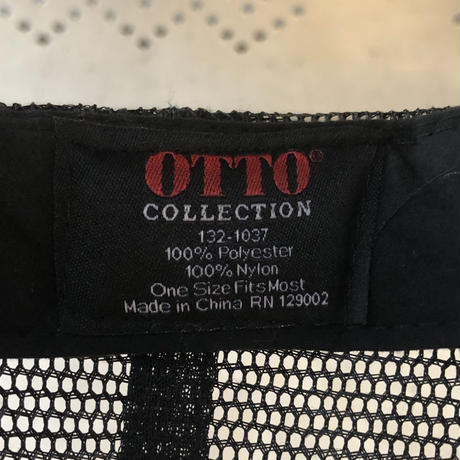 OTTO®
COLLECTION
132-1037
100% Polyester
100% Nylon
One Size Fits Most
Made in China RN 129002